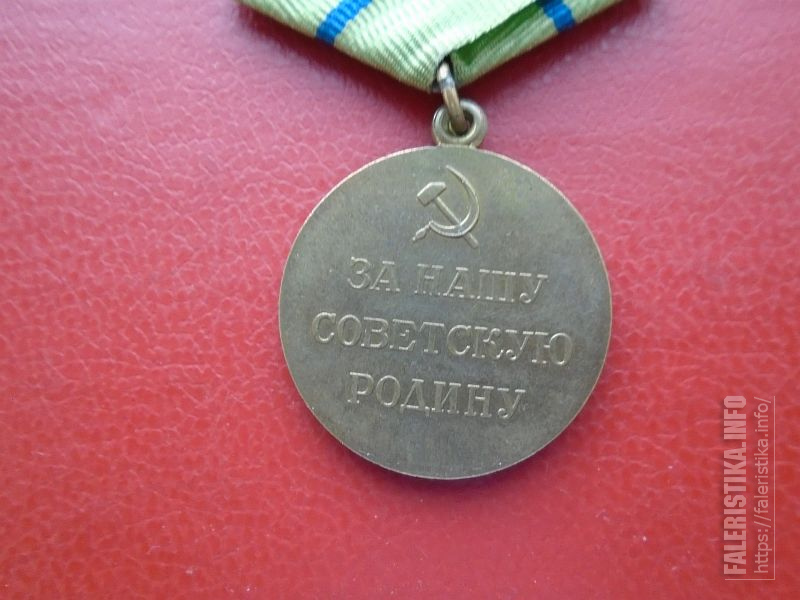 ЗА НАШУ
СОВЕТСКУЮ
РОДИНУ
FALERISTIKA.INFO
https://faleristika.info/